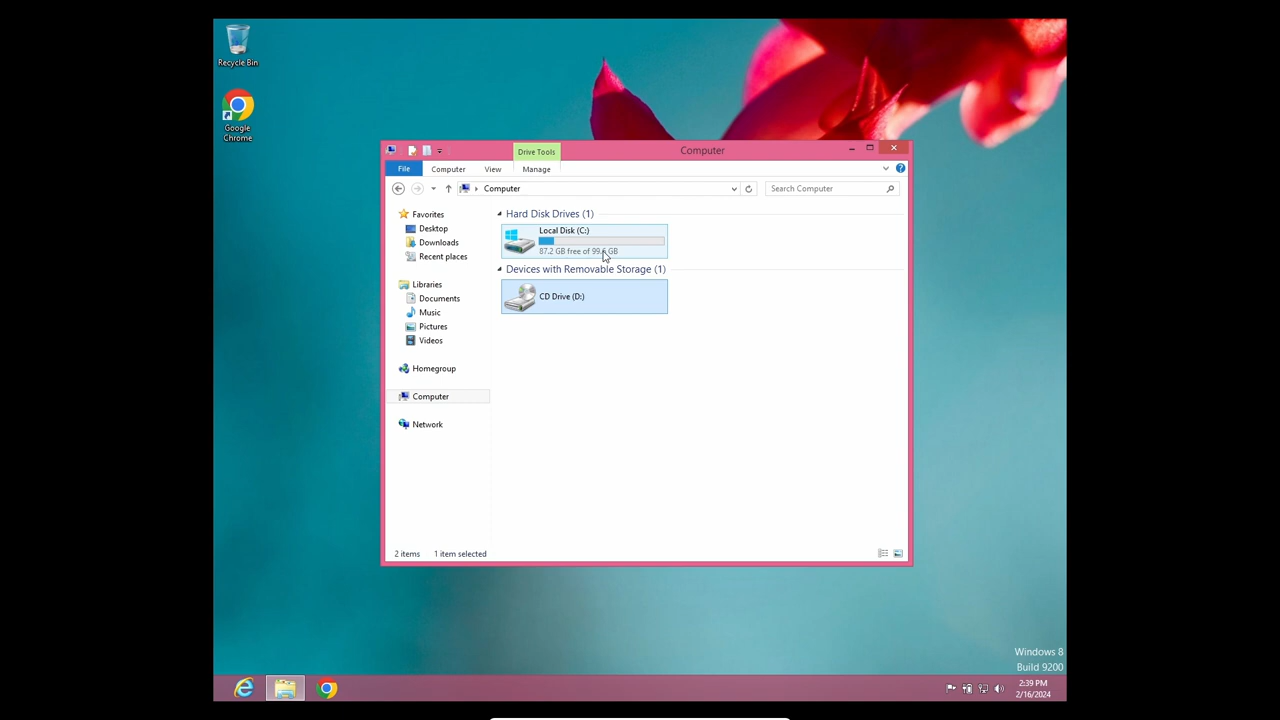 Recycle Bin
Google
Chrome
Drive Tools
Computer
File
Computer
View
Manage
Computer
Search Computer
Favorites
Desktop
Downloads
Recent places
Libraries
Documents
Music
Pictures
Videos
Homegroup
Computer
Network
Hard Disk Drives (1)
Local Disk (C:)
87.2 GB free of 99.6 GB
Devices with Removable Storage (1)
CD Drive (D:)
2 items
1 item selected
Windows 8
Build 9200
2:39 PM
2/16/2024